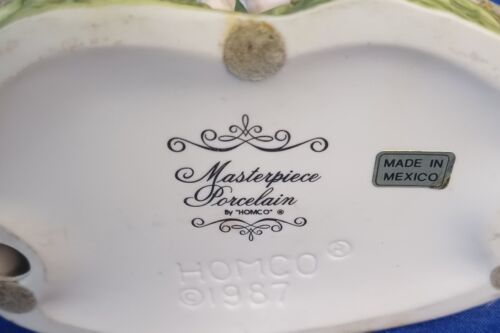 Masterpiece
Porcelain
By "HOMCO" ®
MADE IN
MEXICO
HOMCO®
©1987